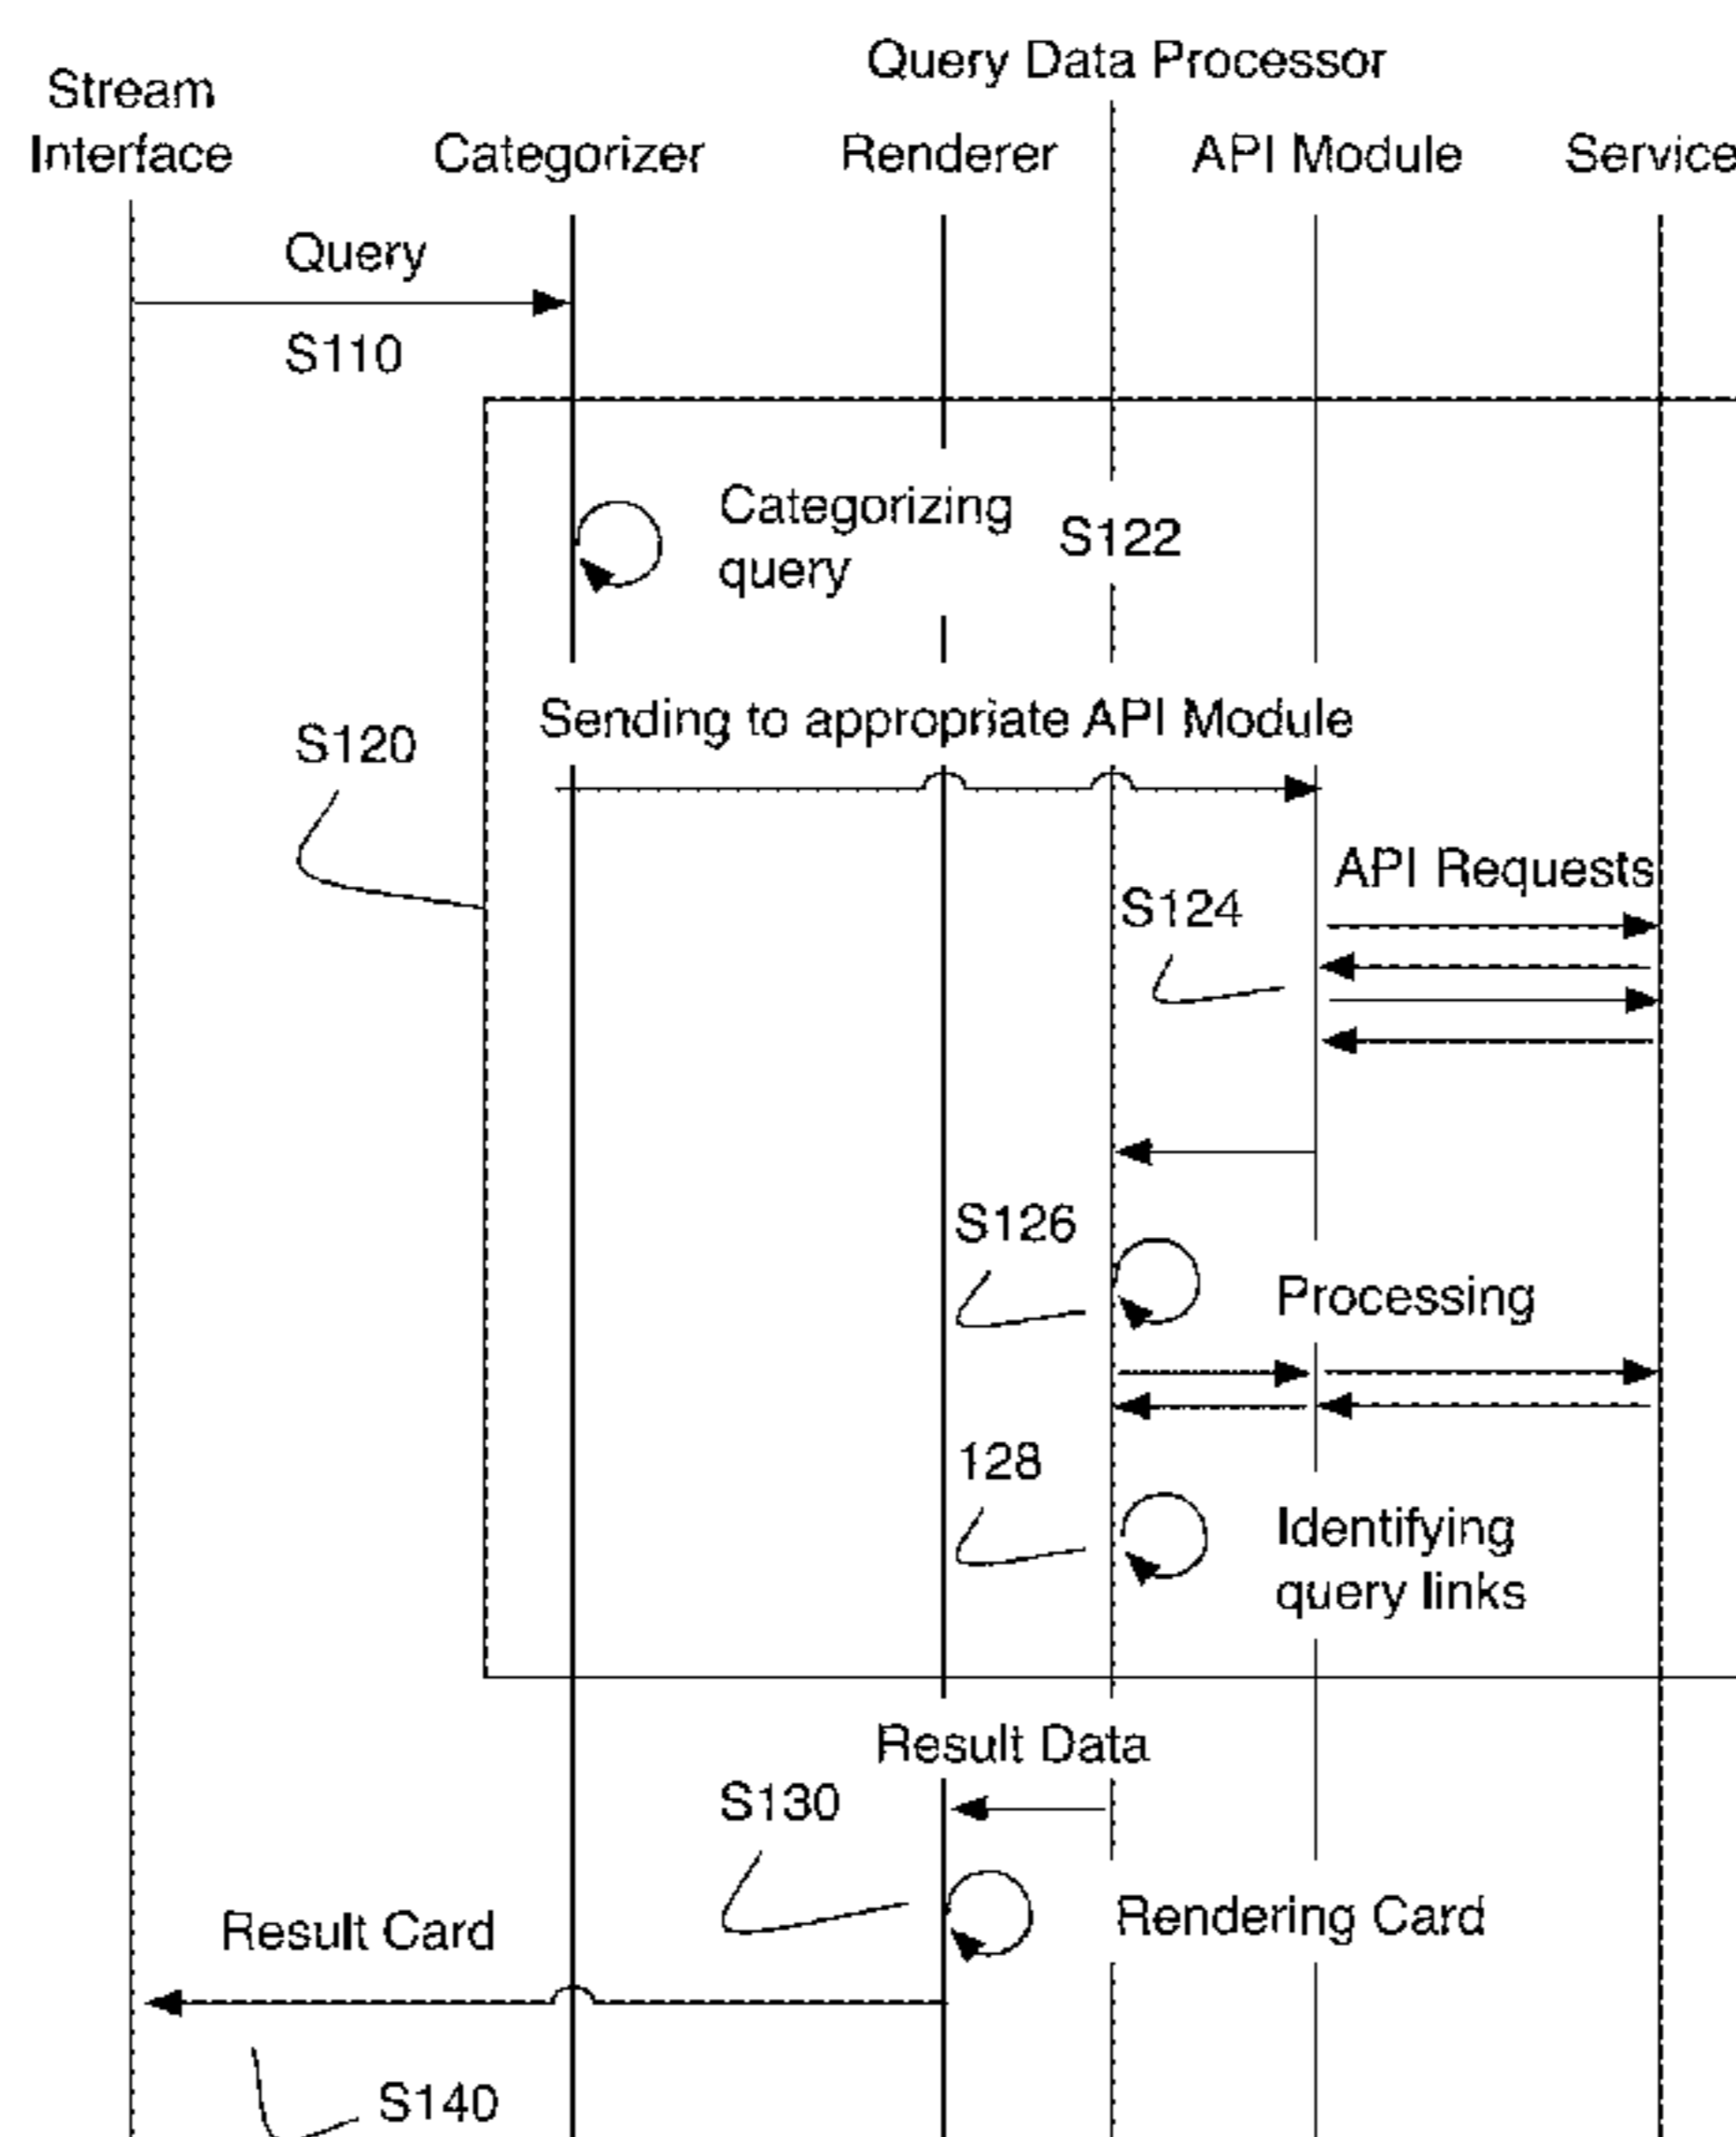 Query Data Processor
Stream
Interface
Categorizer
Renderer
API Module
Service
Query
S110
Categorizing
query
S122
Sending to appropriate API Module
S120
API Requests
S124
S126
Processing
128
Identifying
query links
Result Data
S130
Rendering Card
Result Card
S140